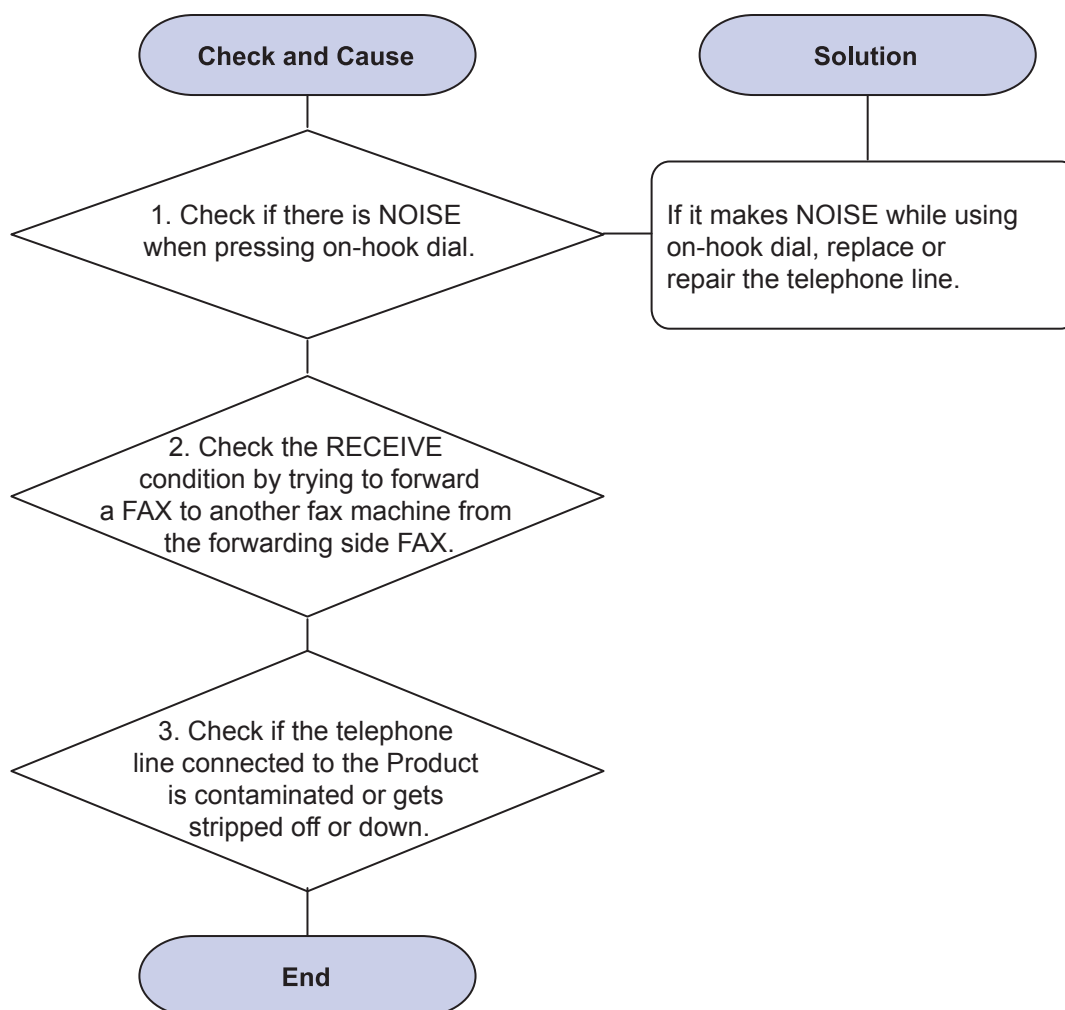 Check and Cause
Solution
1. Check if there is NOISE
when pressing on-hook dial.
If it makes NOISE while using
on-hook dial, replace or
repair the telephone line.
2. Check the RECEIVE
condition by trying to forward
a FAX to another fax machine from
the forwarding side FAX.
3. Check if the telephone
line connected to the Product
is contaminated or gets
stripped off or down.
End